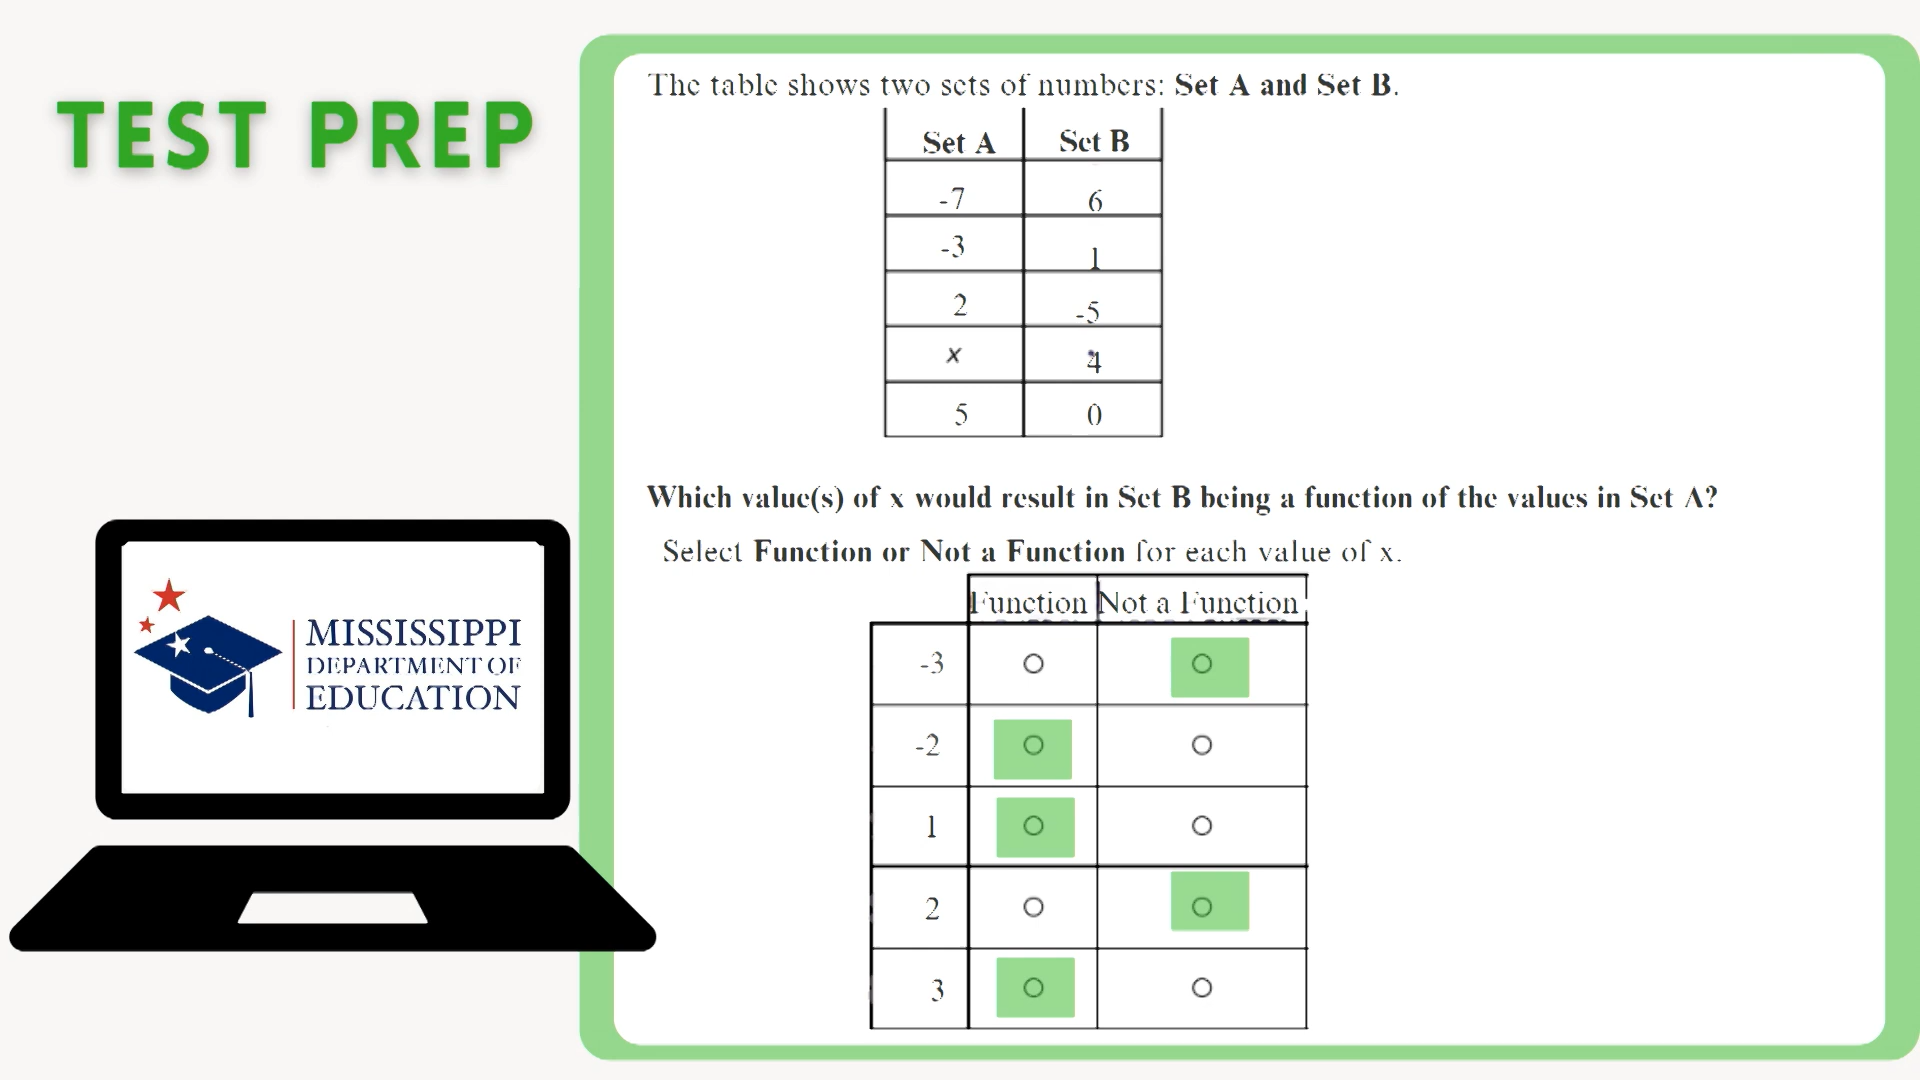 TEST PREP
The table shows two sets of numbers: Set A and Set B.
Set A Set B
-7 6
-3 1
2 -5
x 4
5 0
Which value(s) of x would result in Set B being a function of the values in Set A?
Select Function or Not a Function for each value of x.
Function Not a Function
-3
-2
1
2
3
MISSISSIPPI
DEPARTMENT OF
EDUCATION